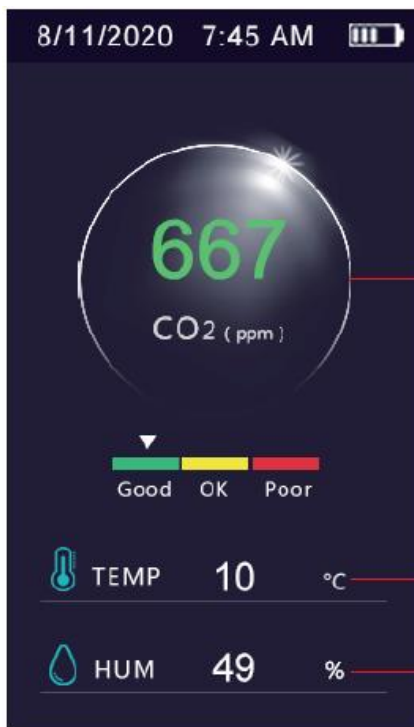 8/11/2020 7:45 AM
667
CO2 ( ppm )
Good OK Poor
TEMP 10 °C
HUM 49 %